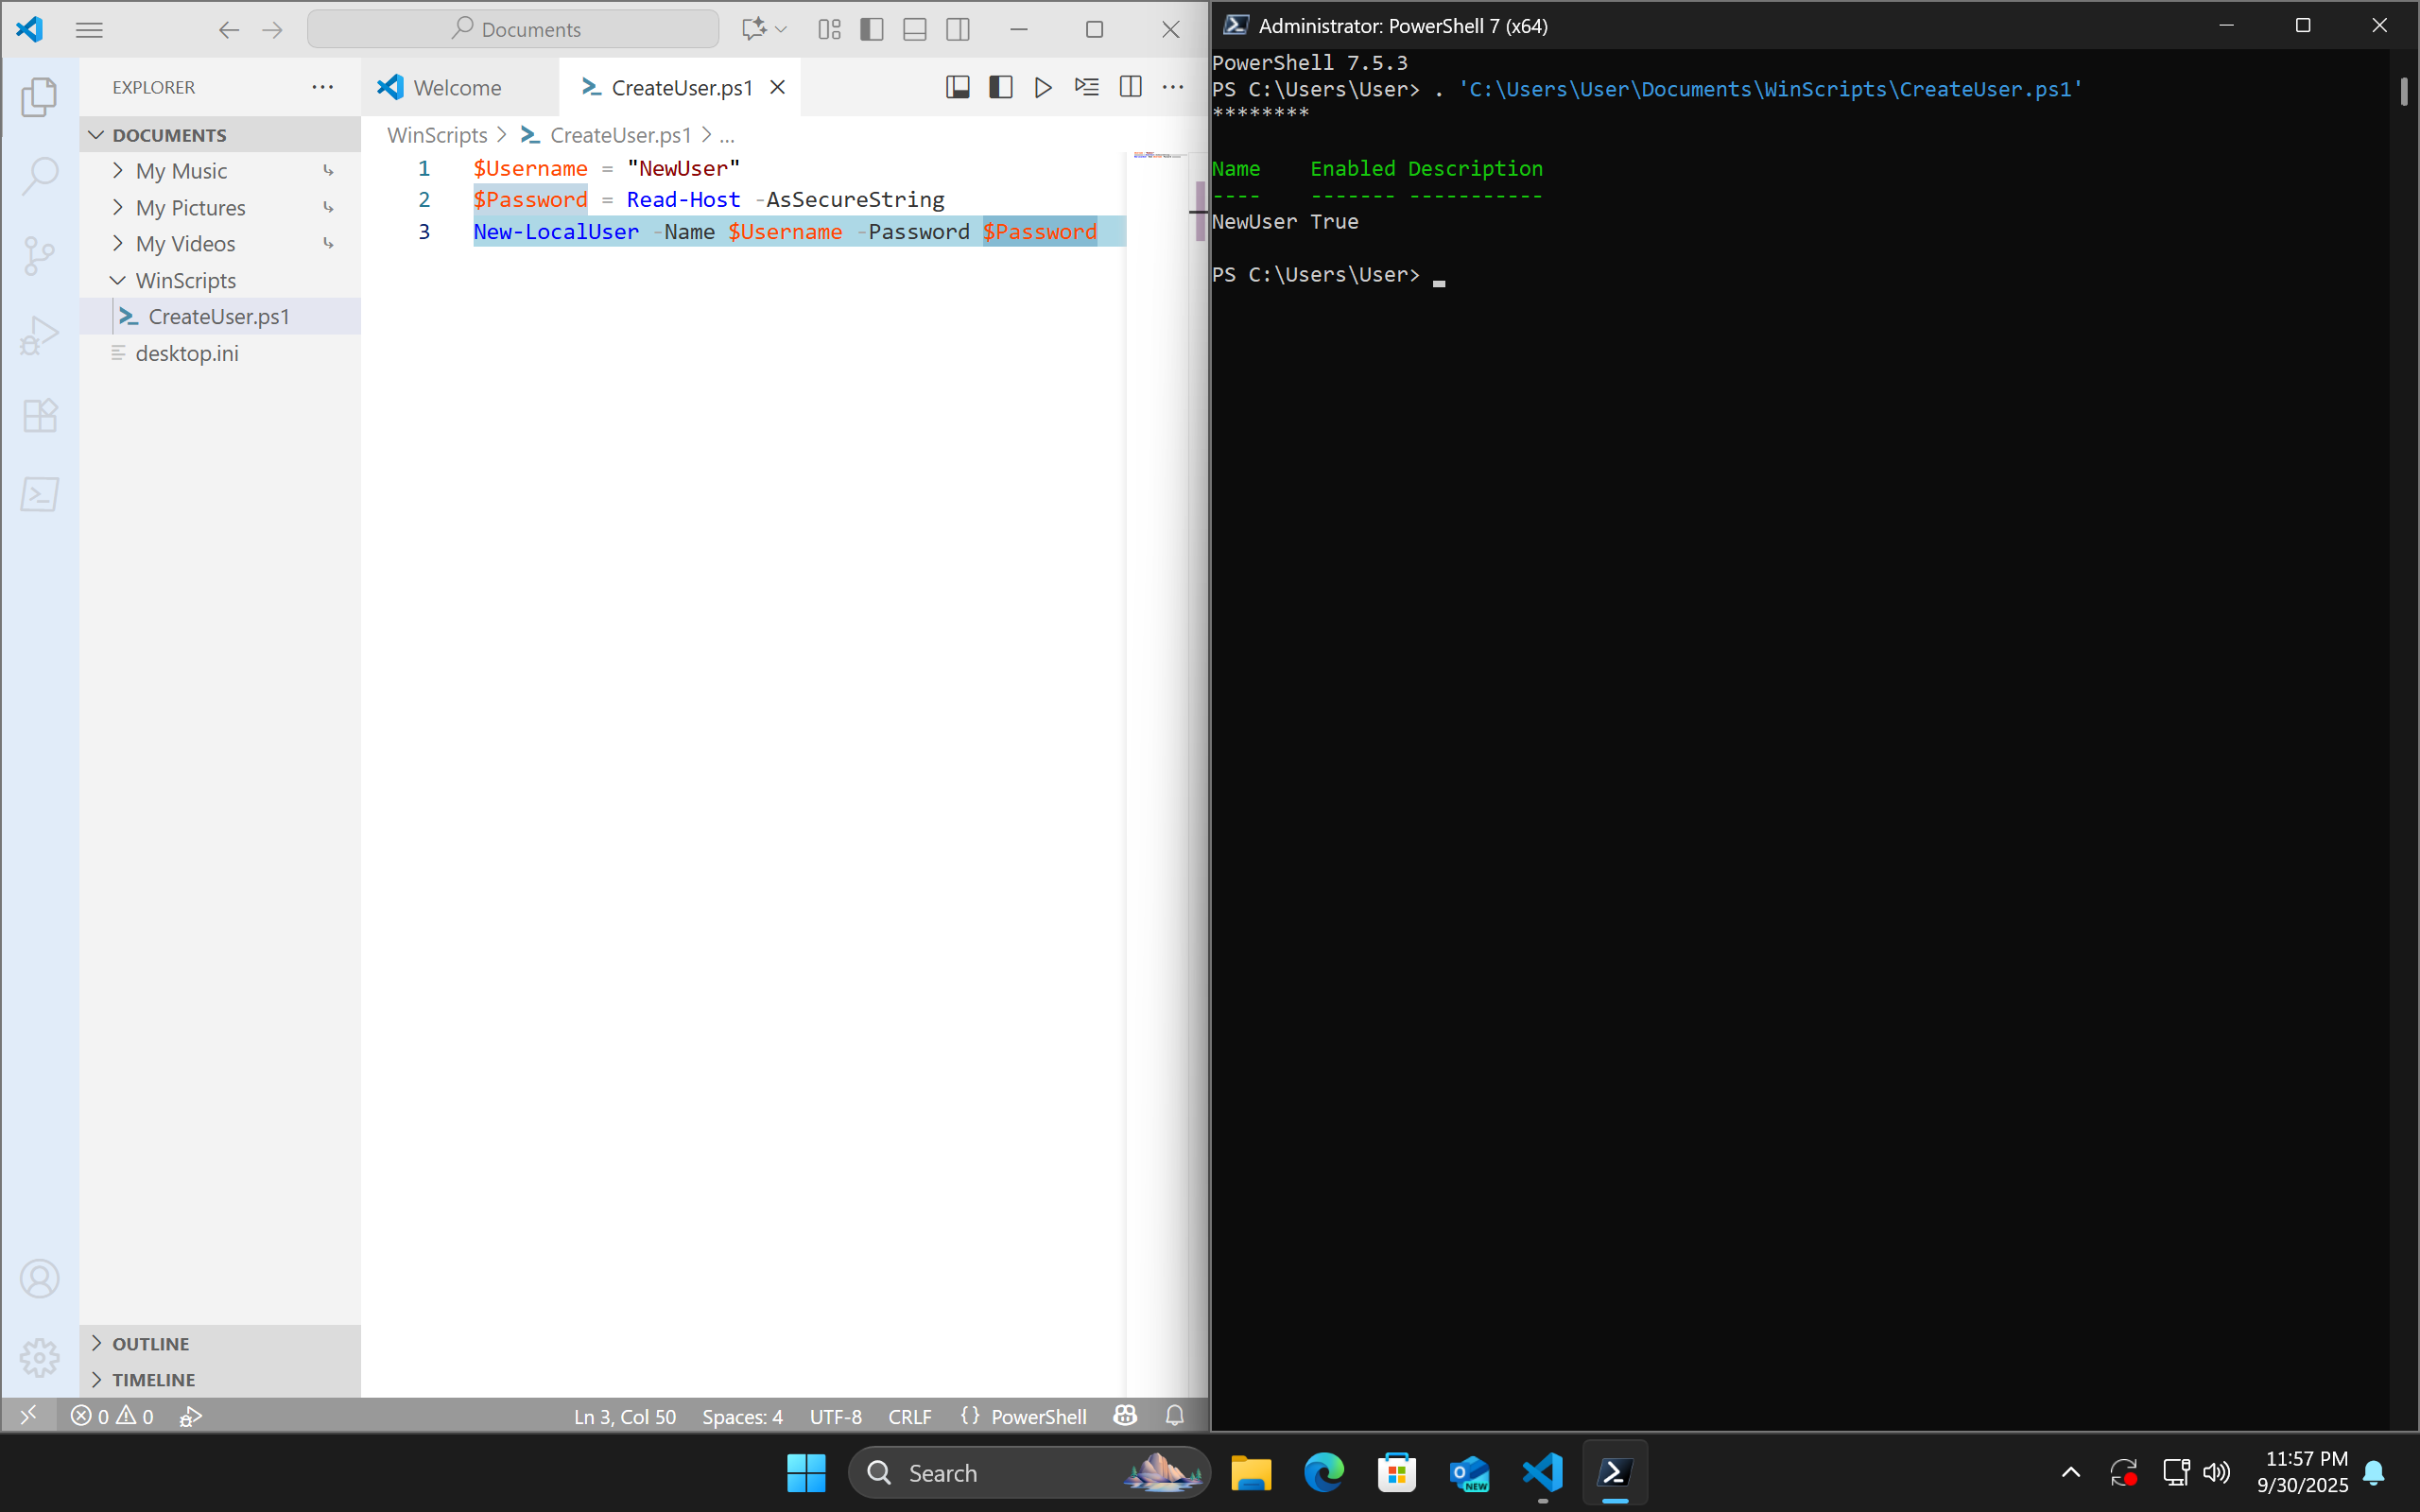 Documents
EXPLORER
Welcome
CreateUser.ps1
DOCUMENTS
My Music
My Pictures
My Videos
WinScripts
CreateUser.ps1
desktop.ini
WinScripts > CreateUser.ps1 > ...
1 $Username = "NewUser"
2 $Password = Read-Host -AsSecureString
3 New-LocalUser -Name $Username -Password $Password
OUTLINE
TIMELINE
0 0
Ln 3, Col 50
Spaces: 4
UTF-8
CRLF
{} PowerShell
Administrator: PowerShell 7 (x64)
PowerShell 7.5.3
PS C:\Users\User> . 'C:\Users\User\Documents\WinScripts\CreateUser.ps1'
********
Name    Enabled Description
----    ------- -----------
NewUser True
PS C:\Users\User>
Search
NEW
11:57 PM
9/30/2025